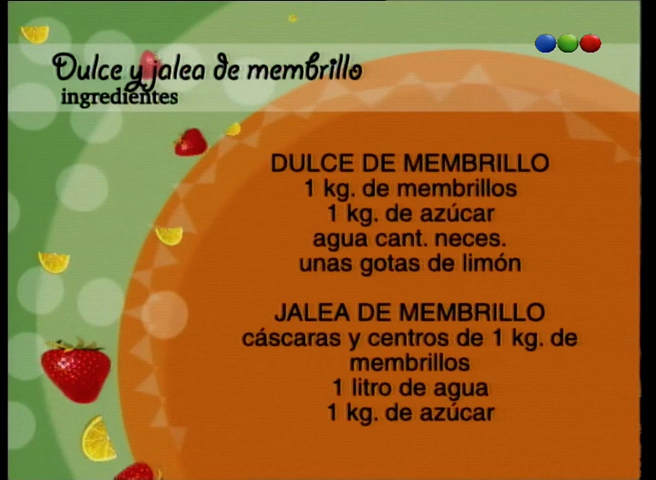 Dulce y jalea de membrillo
ingredientes
DULCE DE MEMBRILLO
1 kg. de membrillos
1 kg. de azúcar
agua cant. neces.
unas gotas de limón
JALEA DE MEMBRILLO
cáscaras y centros de 1 kg. de
membrillos
1 litro de agua
1 kg. de azúcar